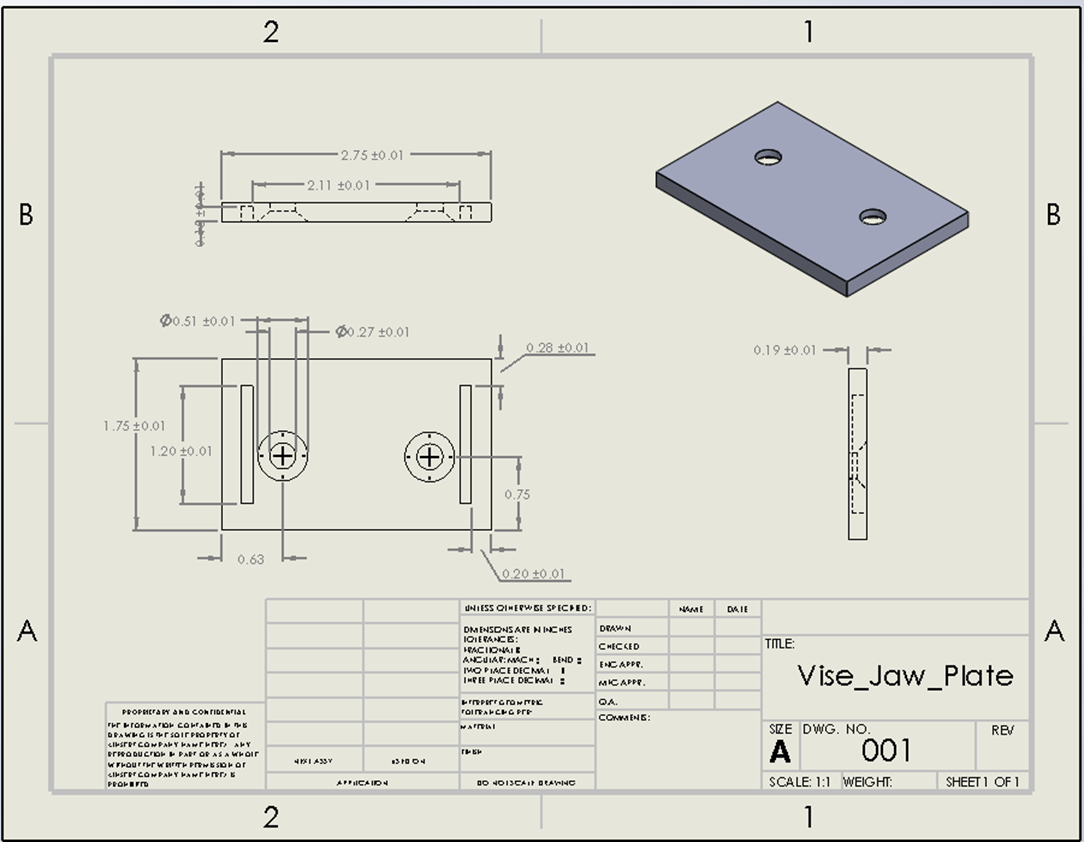 2 1
B B
2.75 ±0.01
2.11 ±0.01
Ø0.51 ±0.01
Ø0.27 ±0.01
0.28 ±0.01
0.19 ±0.01
1.75 ±0.01
1.20 ±0.01
0.75
0.63
0.20 ±0.01
A A
UNLESS OTHERWISE SPECIFIED:
NAME DATE
DIMENSIONS ARE IN INCHES
TOLERANCES:
FRACTIONAL ±
ANGULAR: MACH ± BEND ±
TWO PLACE DECIMAL ±
THREE PLACE DECIMAL ±
DRAWN
CHECKED
ENG APPR.
MFG APPR.
Q.A.
COMMENTS:
INTERPRET GEOMETRIC
TOLERANCING PER:
MATERIAL
FINISH
DO NOT SCALE DRAWING
NEXT ASSY USED ON
APPLICATION
PROPRIETARY AND CONFIDENTIAL
THE INFORMATION CONTAINED IN THIS
DRAWING IS THE SOLE PROPERTY OF
<INSERT COMPANY NAME HERE>. ANY
REPRODUCTION IN PART OR AS A WHOLE
WITHOUT THE WRITTEN PERMISSION OF
<INSERT COMPANY NAME HERE> IS
PROHIBITED.
TITLE:
Vise_Jaw_Plate
SIZE DWG. NO. REV
A 001
SCALE: 1:1 WEIGHT: SHEET 1 OF 1
2 1